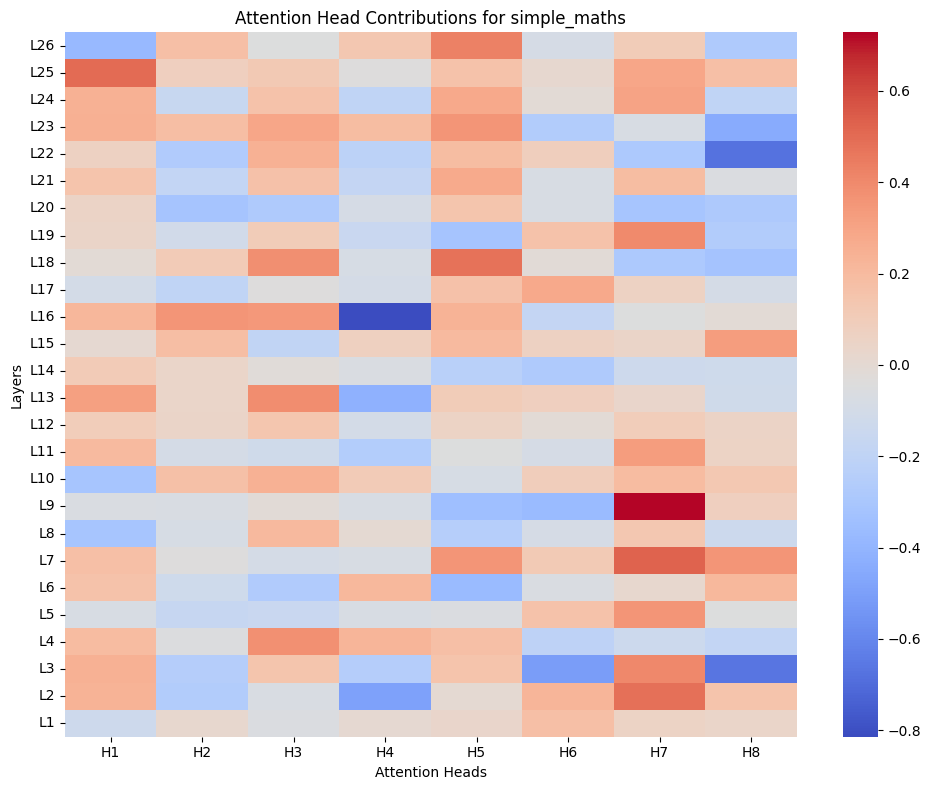 Attention Head Contributions for simple_maths
Layers
L26
L25
L24
L23
L22
L21
L20
L19
L18
L17
L16
L15
L14
L13
L12
L11
L10
L9
L8
L7
L6
L5
L4
L3
L2
L1
H1 H2 H3 H4 H5 H6 H7 H8
Attention Heads
0.6
0.4
0.2
0.0
−0.2
−0.4
−0.6
−0.8